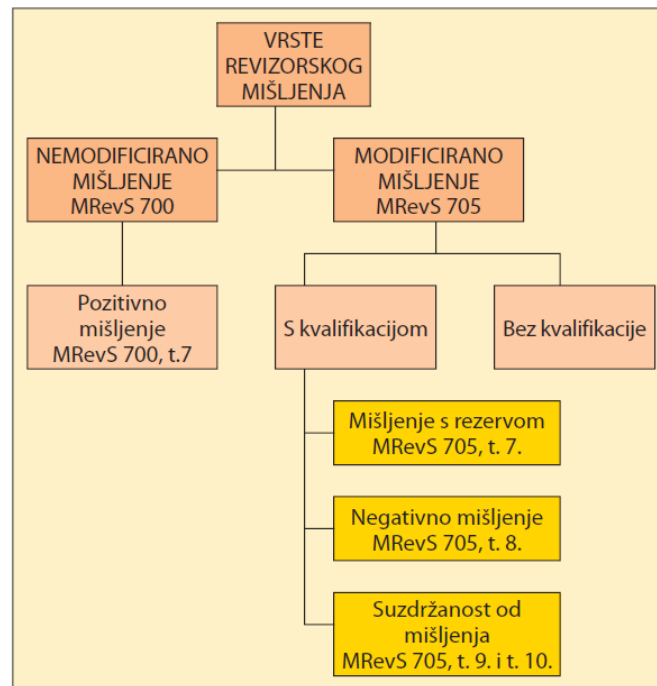 VRSTE
REVIZORSKOG
MIŠLJENJA
NEMODIFICIRANO
MIŠLJENJE
MRevS 700
MODIFICIRANO
MIŠLJENJE
MRevS 705
Pozitivno
mišljenje
MRevS 700, t.7
S kvalifikacijom
Bez kvalifikacije
Mišljenje s rezervom
MRevS 705, t. 7.
Negativno mišljenje
MRevS 705, t. 8.
Suzdržanost od
mišljenja
MRevS 705, t. 9. i t. 10.